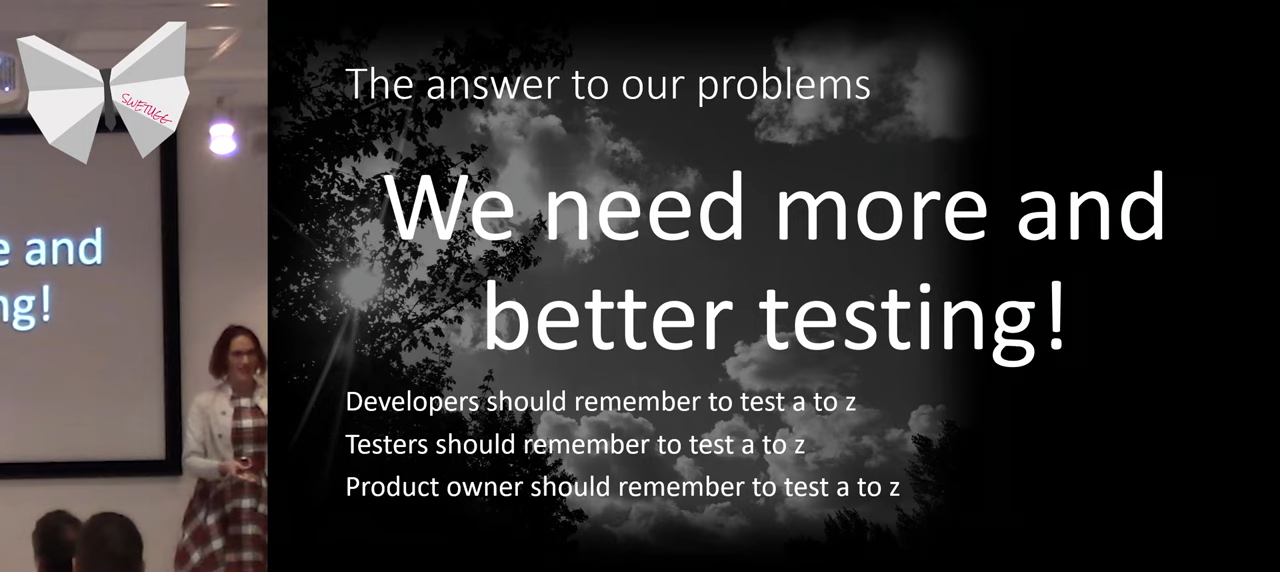 SWETUGG
e and
ng!
The answer to our problems
We need more and
better testing!
Developers should remember to test a to z
Testers should remember to test a to z
Product owner should remember to test a to z